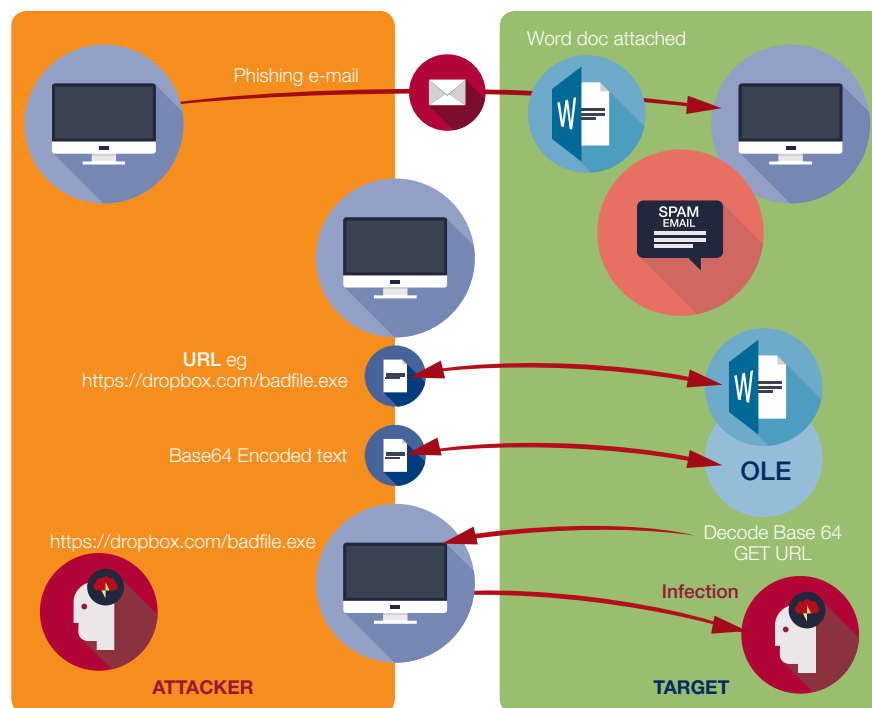 Word doc attached
Phishing e-mail
W
SPAM
EMAIL
URL eg
https://dropbox.com/badfile.exe
W
Base64 Encoded text
OLE
https://dropbox.com/badfile.exe
Decode Base 64
GET URL
Infection
ATTACKER
TARGET